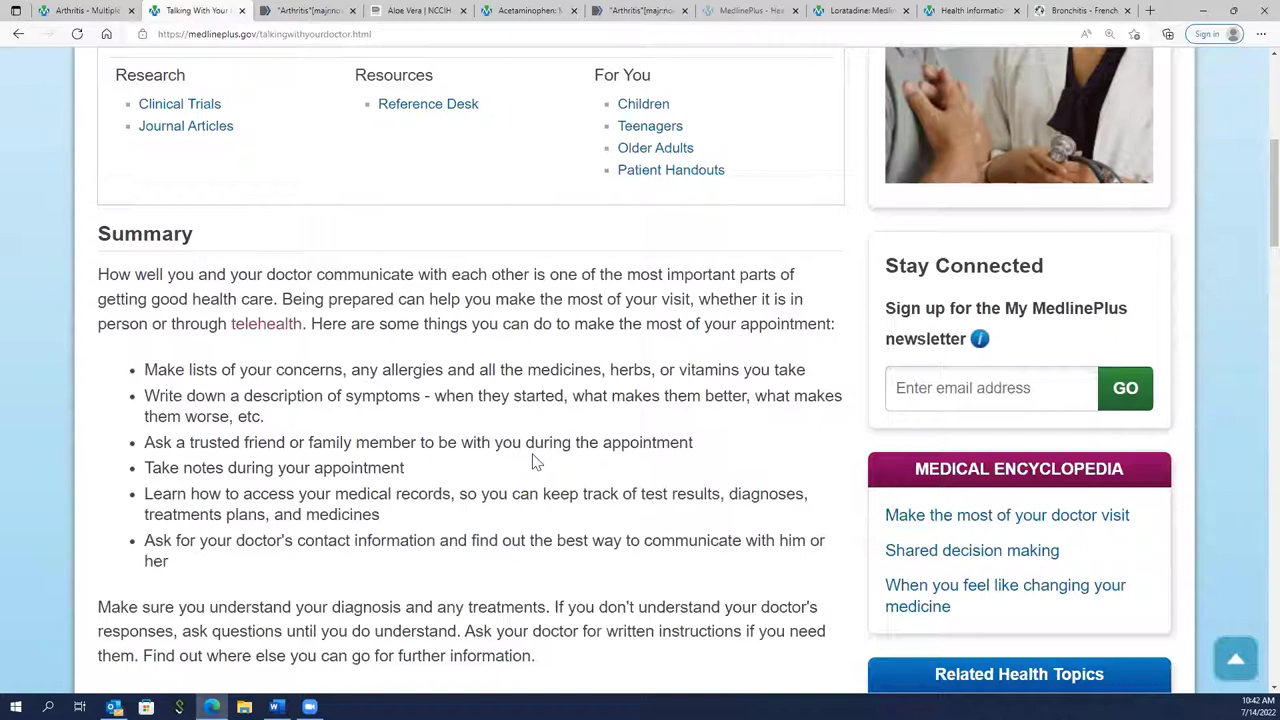 Arthritis - Multiple
Talking With Your
"Arthritis"[majr:now
Aloe Vera | NCCIH
Acetaminophen: Me
"Arthritis"[majr:now
MedlinePlus - Hea
Loratadine: Medlin
Health Information
Bronchitis - French
https://medlineplus.gov/talkingwithyourdoctor.html
Sign in
Research
Resources
For You
Clinical Trials
Journal Articles
Reference Desk
Children
Teenagers
Older Adults
Patient Handouts
Summary
How well you and your doctor communicate with each other is one of the most important parts of
getting good health care. Being prepared can help you make the most of your visit, whether it is in
person or through telehealth. Here are some things you can do to make the most of your appointment:
Make lists of your concerns, any allergies and all the medicines, herbs, or vitamins you take
Write down a description of symptoms - when they started, what makes them better, what makes
them worse, etc.
Ask a trusted friend or family member to be with you during the appointment
Take notes during your appointment
Learn how to access your medical records, so you can keep track of test results, diagnoses,
treatments plans, and medicines
Ask for your doctor's contact information and find out the best way to communicate with him or
her
Make sure you understand your diagnosis and any treatments. If you don't understand your doctor's
responses, ask questions until you do understand. Ask your doctor for written instructions if you need
them. Find out where else you can go for further information.
Stay Connected
Sign up for the My MedlinePlus
newsletter
Enter email address
GO
MEDICAL ENCYCLOPEDIA
Make the most of your doctor visit
Shared decision making
When you feel like changing your
medicine
Related Health Topics
10:42 AM
7/14/2022